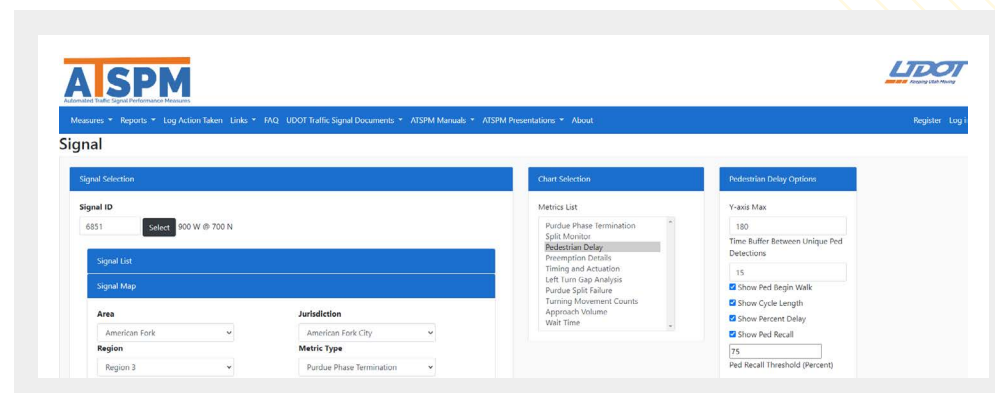 ATSPM
Automated Traffic Signal Performance Measures
UDOT
Keeping Utah Moving
Measures Reports Log Action Taken Links FAQ UDOT Traffic Signal Documents ATSPM Manuals ATSPM Presentations About Register Log i
Signal
Signal Selection
Signal ID
6851 Select 900 W @ 700 N
Signal List
Signal Map
Area Jurisdiction
American Fork American Fork City
Region Metric Type
Region 3 Purdue Phase Termination
Chart Selection
Metrics List
Purdue Phase Termination
Split Monitor
Pedestrian Delay
Preemption Details
Timing and Actuation
Left Turn Gap Analysis
Purdue Split Failure
Turning Movement Counts
Approach Volume
Wait Time
Pedestrian Delay Options
Y-axis Max
180
Time Buffer Between Unique Ped
Detections
15
Show Ped Begin Walk
Show Cycle Length
Show Percent Delay
Show Ped Recall
75
Ped Recall Threshold (Percent)